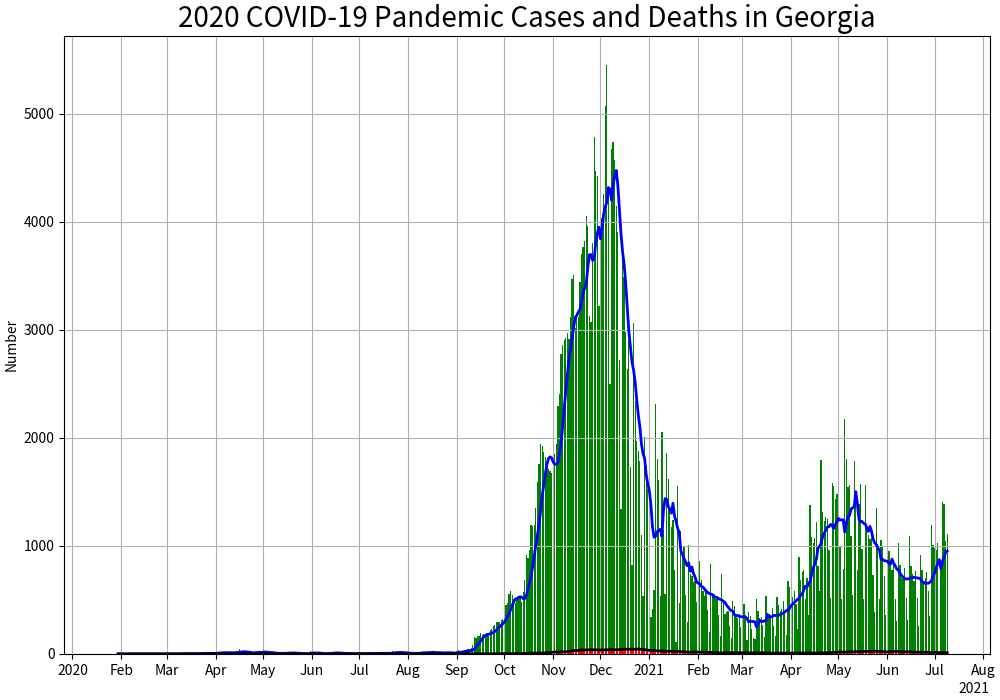 2020 COVID-19 Pandemic Cases and Deaths in Georgia
Number
5000
4000
3000
2000
1000
0
2020 Feb Mar Apr May Jun Jul Aug Sep Oct Nov Dec 2021 Feb Mar Apr May Jun Jul Aug
2021